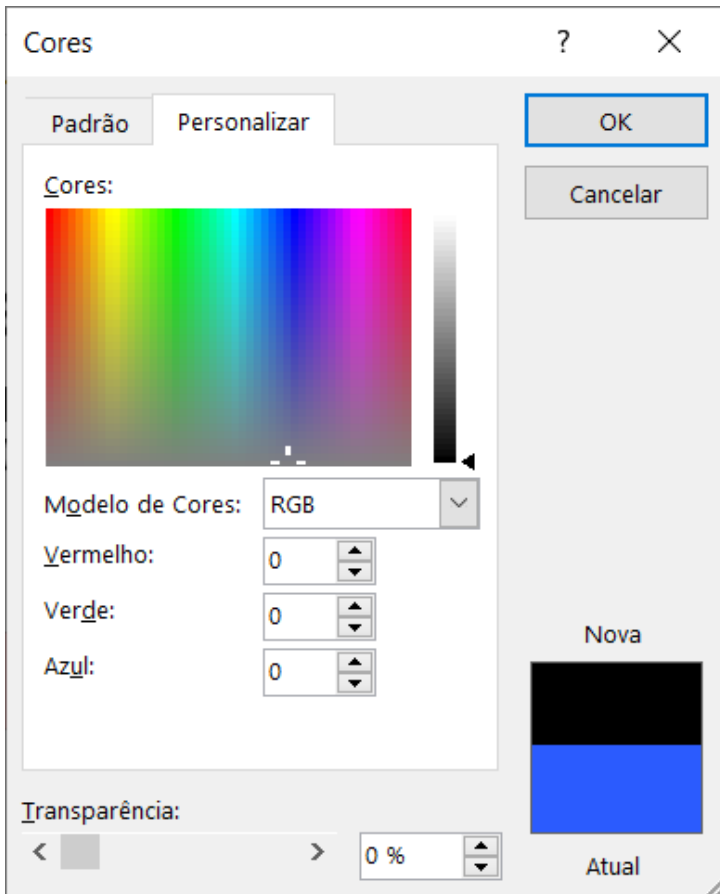 Cores ?
Padrão Personalizar OK
Cancelar
Cores:
Modelo de Cores: RGB
Vermelho: 0
Verde: 0
Azul: 0
Nova
Transparência:
0 %
Atual